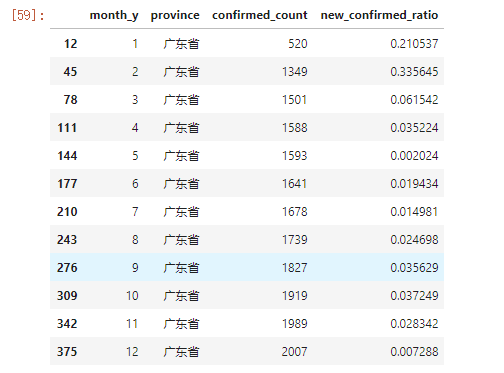 [59]:
month_y province confirmed_count new_confirmed_ratio
12 1 广东省 520 0.210537
45 2 广东省 1349 0.335645
78 3 广东省 1501 0.061542
111 4 广东省 1588 0.035224
144 5 广东省 1593 0.002024
177 6 广东省 1641 0.019434
210 7 广东省 1678 0.014981
243 8 广东省 1739 0.024698
276 9 广东省 1827 0.035629
309 10 广东省 1919 0.037249
342 11 广东省 1989 0.028342
375 12 广东省 2007 0.007288